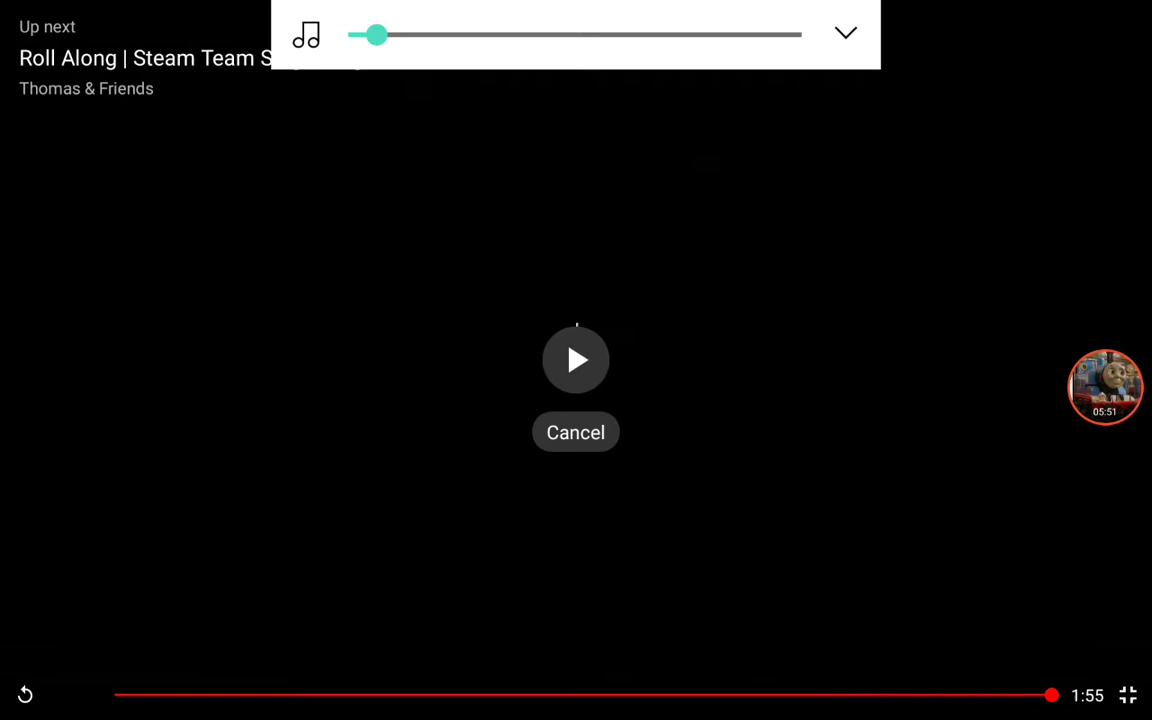 Up next
Roll Along | Steam Team S
Thomas & Friends
Cancel
05:51
1:55